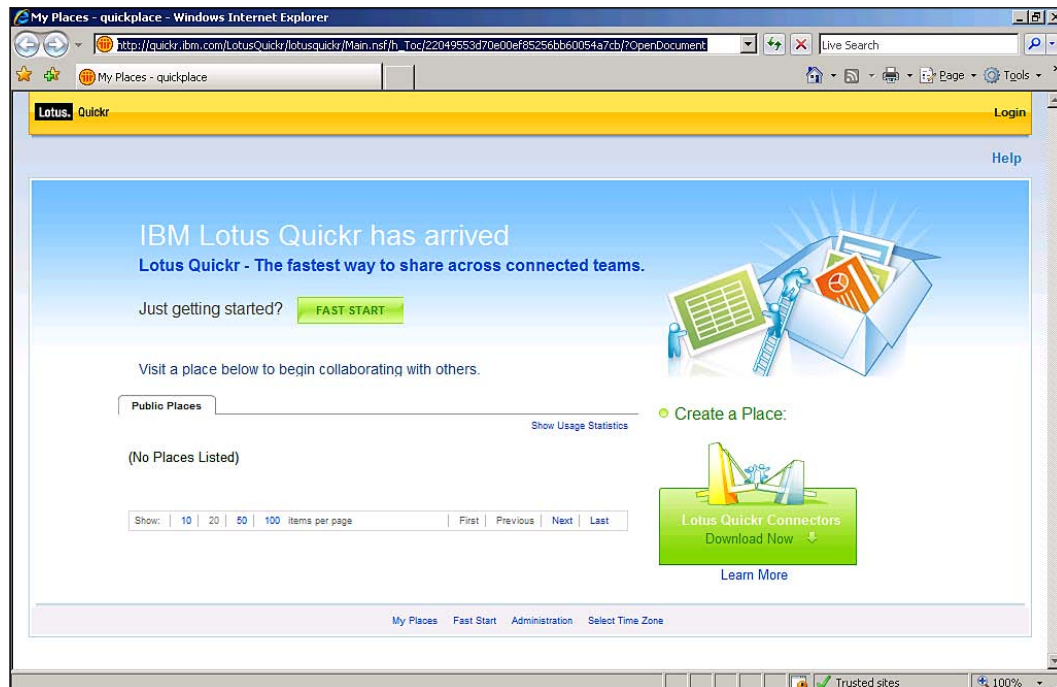 My Places - quickplace - Windows Internet Explorer
http://quickr.ibm.com/LotusQuickr/lotusquickr/Main.nsf/h_Toc/22049553d70e00ef85256bb60054a7cb/?OpenDocument
Live Search
My Places - quickplace
Page
Tools
Lotus. Quickr
Login
Help
IBM Lotus Quickr has arrived
Lotus Quickr - The fastest way to share across connected teams.
Just getting started? FAST START
Visit a place below to begin collaborating with others.
Public Places
Show Usage Statistics
(No Places Listed)
Show: | 10 | 20 | 50 | 100 items per page | First | Previous | Next | Last
Create a Place:
Lotus Quickr Connectors
Download Now
Learn More
My Places Fast Start Administration Select Time Zone
Trusted sites
100%